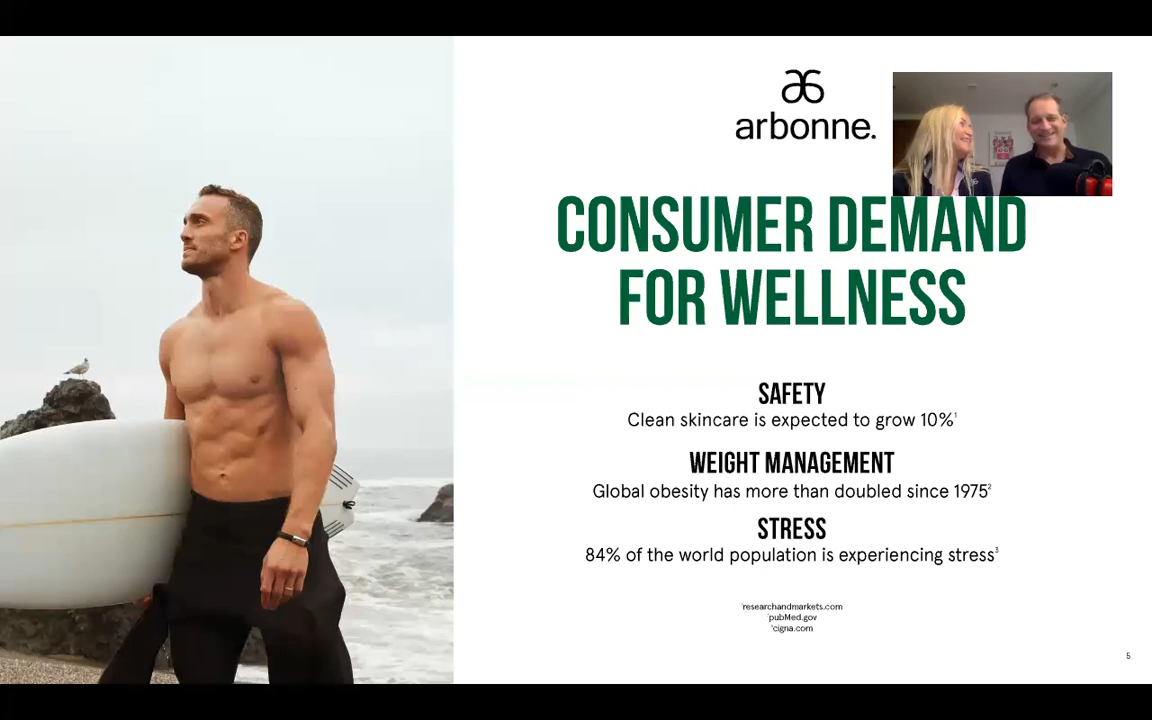 arbonne.
CONSUMER DEMAND
FOR WELLNESS
SAFETY
Clean skincare is expected to grow 10%¹
WEIGHT MANAGEMENT
Global obesity has more than doubled since 1975²
STRESS
84% of the world population is experiencing stress³
¹researchandmarkets.com
²pubMed.gov
³cigna.com
5